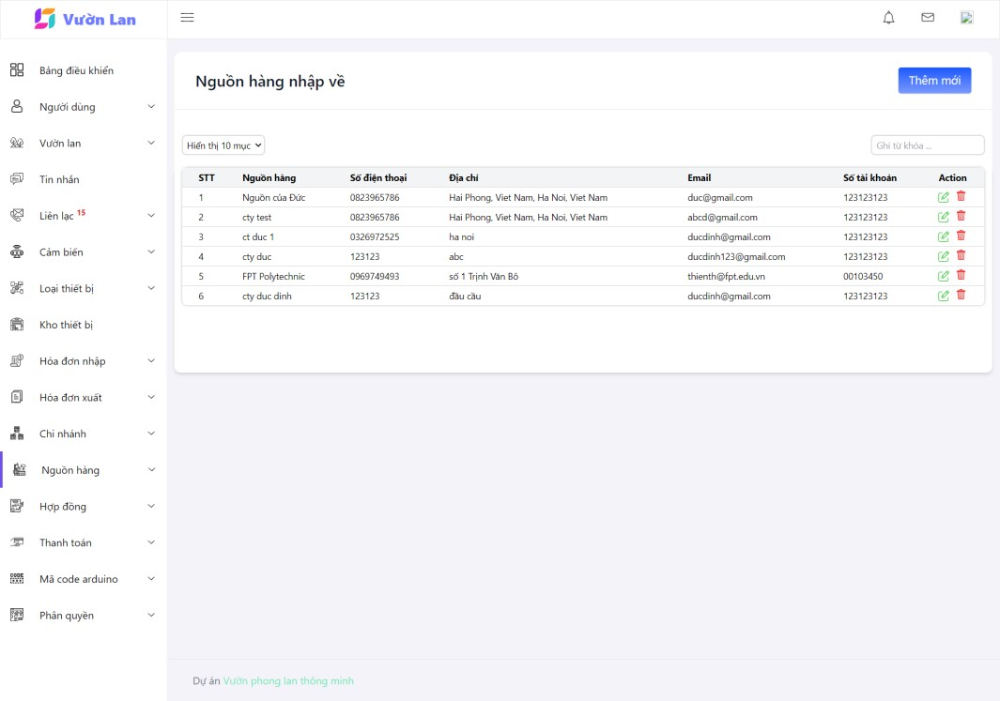 Vườn Lan
Bảng điều khiển
Người dùng
Vườn lan
Tin nhắn
Liên lạc 15
Cảm biến
Loại thiết bị
Kho thiết bị
Hóa đơn nhập
Hóa đơn xuất
Chi nhánh
Nguồn hàng
Hợp đồng
Thanh toán
Mã code arduino
Phân quyền
Nguồn hàng nhập về
Thêm mới
Hiển thị 10 mục
Ghi từ khóa ...
STT Nguồn hàng Số điện thoại Địa chỉ Email Số tài khoản Action
1 Nguồn của Đức 0823965786 Hai Phong, Viet Nam, Ha Noi, Viet Nam duc@gmail.com 123123123
2 cty test 0823965786 Hai Phong, Viet Nam, Ha Noi, Viet Nam abcd@gmail.com 123123123
3 ct duc 1 0326972525 ha noi ducdinh@gmail.com 123123123
4 cty duc 123123 abc ducdinh123@gmail.com 123123123
5 FPT Polytechnic 0969749493 số 1 Trịnh Văn Bô thienth@fpt.edu.vn 00103450
6 cty duc dinh 123123 đâu câu ducdinh@gmail.com 123123123
Dự án Vườn phong lan thông minh